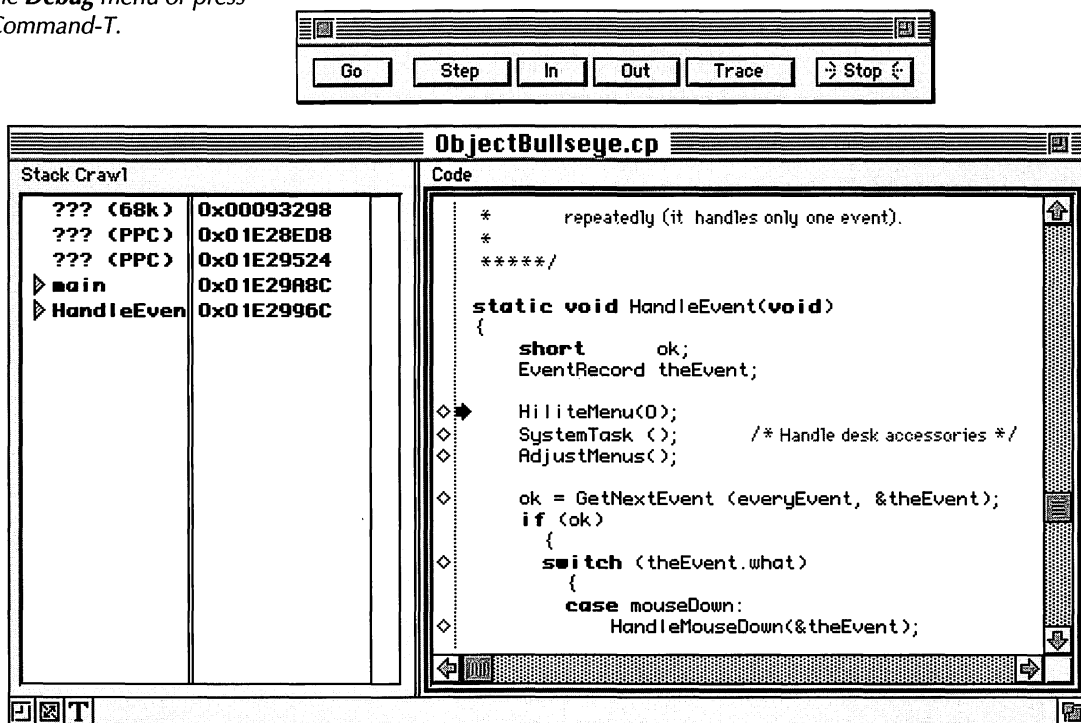 the Debug menu or press
Command-T.
Go Step In Out Trace Stop
ObjectBullseye.cp
Stack Crawl
??? (68k) 0x00093298
??? (PPC) 0x01E28ED8
??? (PPC) 0x01E29524
main 0x01E29A8C
HandleEven 0x01E2996C
Code
* repeatedly (it handles only one event).
*
*****/
static void HandleEvent(void)
{
short ok;
EventRecord theEvent;
HiliteMenu(0);
SystemTask (); /* Handle desk accessories */
AdjustMenus();
ok = GetNextEvent (everyEvent, &theEvent);
if (ok)
{
switch (theEvent.what)
{
case mouseDown:
HandleMouseDown(&theEvent);
T